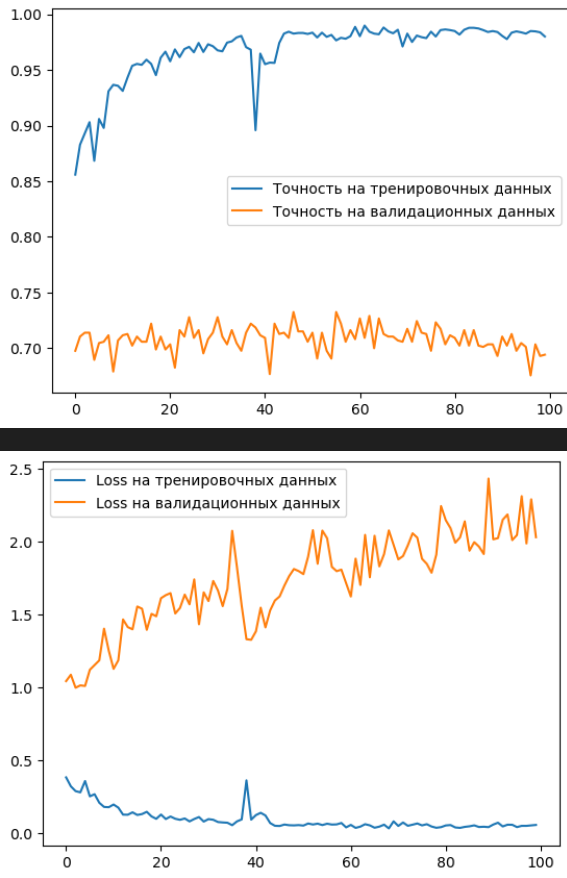 1.00
0.95
0.90
0.85
0.80
0.75
0.70
Точность на тренировочных данных
Точность на валидационных данных
0 20 40 60 80 100
2.5
2.0
1.5
1.0
0.5
0.0
Loss на тренировочных данных
Loss на валидационных данных
0 20 40 60 80 100